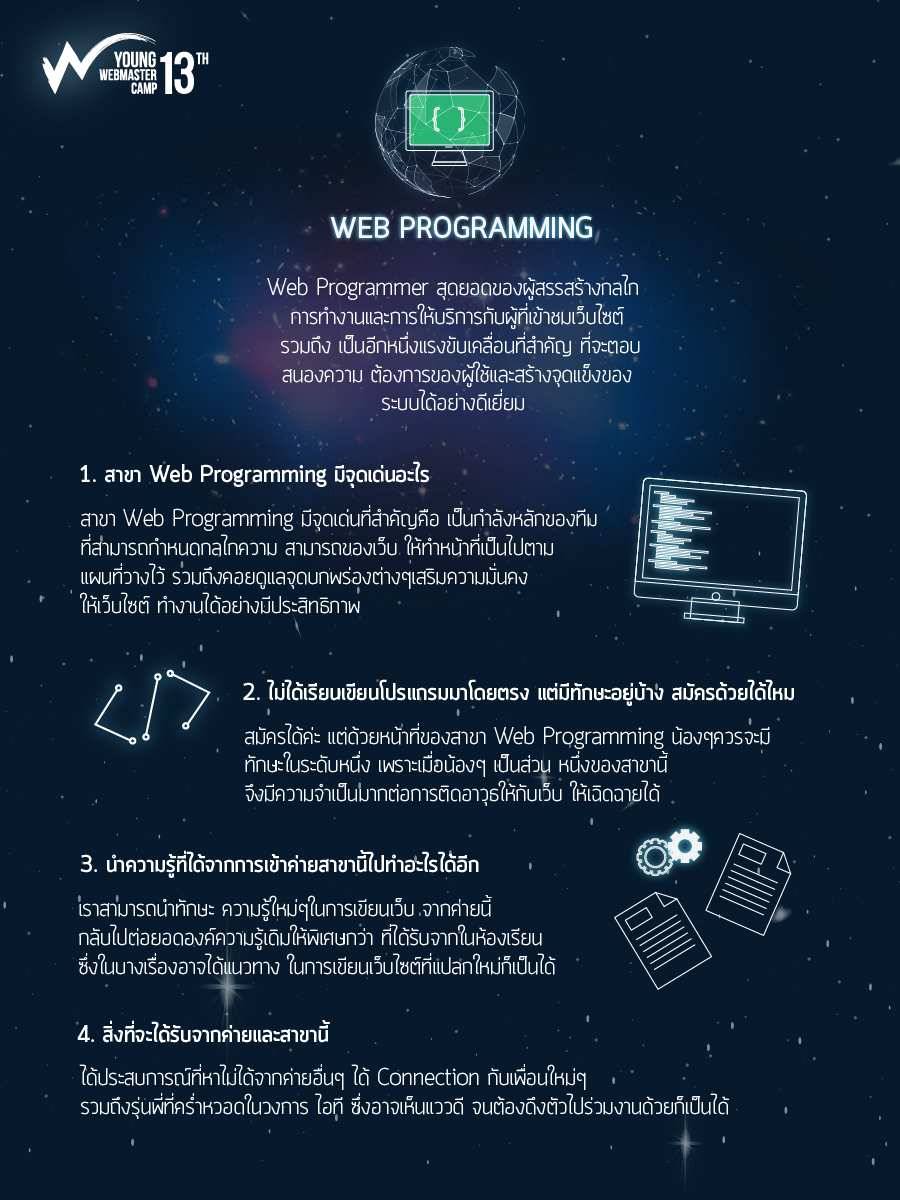 YOUNG
WEBMASTER
CAMP
13TH
{ }
WEB PROGRAMMING
Web Programmer สุดยอดของผู้สรรสร้างกลไก
การทำงานและการให้บริการกับผู้ที่เข้าชมเว็บไซต์
รวมถึง เป็นอีกหนึ่งแรงขับเคลื่อนที่สำคัญ ที่จะตอบ
สนองความ ต้องการของผู้ใช้และสร้างจุดแข็งของ
ระบบได้อย่างดีเยี่ยม
1. สาขา Web Programming มีจุดเด่นอะไร
สาขา Web Programming มีจุดเด่นที่สำคัญคือ เป็นกำลังหลักของทีม
ที่สามารถกำหนดกลไกความ สามารถของเว็บ ให้ทำหน้าที่เป็นไปตาม
แผนที่วางไว้ รวมถึงคอยดูแลจุดบกพร่องต่างๆเสริมความมั่นคง
ให้เว็บไซต์ ทำงานได้อย่างมีประสิทธิภาพ
2. ไม่ได้เรียนเขียนโปรแกรมมาโดยตรง แต่มีทักษะอยู่บ้าง สมัครด้วยได้ไหม
สมัครได้ค่ะ แต่ด้วยหน้าที่ของสาขา Web Programming น้องๆควรจะมี
ทักษะในระดับหนึ่ง เพราะเมื่อน้องๆ เป็นส่วน หนึ่งของสาขานี้
จึงมีความจำเป็นมากต่อการติดอาวุธให้กับเว็บ ให้เฉิดฉายได้
3. นำความรู้ที่ได้จากการเข้าค่ายสาขานี้ไปทำอะไรได้อีก
เราสามารถนำทักษะ ความรู้ใหม่ๆในการเขียนเว็บ จากค่ายนี้
กลับไปต่อยอดองค์ความรู้เดิมให้พิเศษกว่า ที่ได้รับจากในห้องเรียน
ซึ่งในบางเรื่องอาจได้แนวทาง ในการเขียนเว็บไซต์ที่แปลกใหม่ก็เป็นได้
4. สิ่งที่จะได้รับจากค่ายและสาขานี้
ได้ประสบการณ์ที่หาไม่ได้จากค่ายอื่นๆ ได้ Connection กับเพื่อนใหม่ๆ
รวมถึงรุ่นพี่ที่คร่ำหวอดในวงการ ไอที ซึ่งอาจเห็นแววดี จนต้องดึงตัวไปร่วมงานด้วยก็เป็นได้